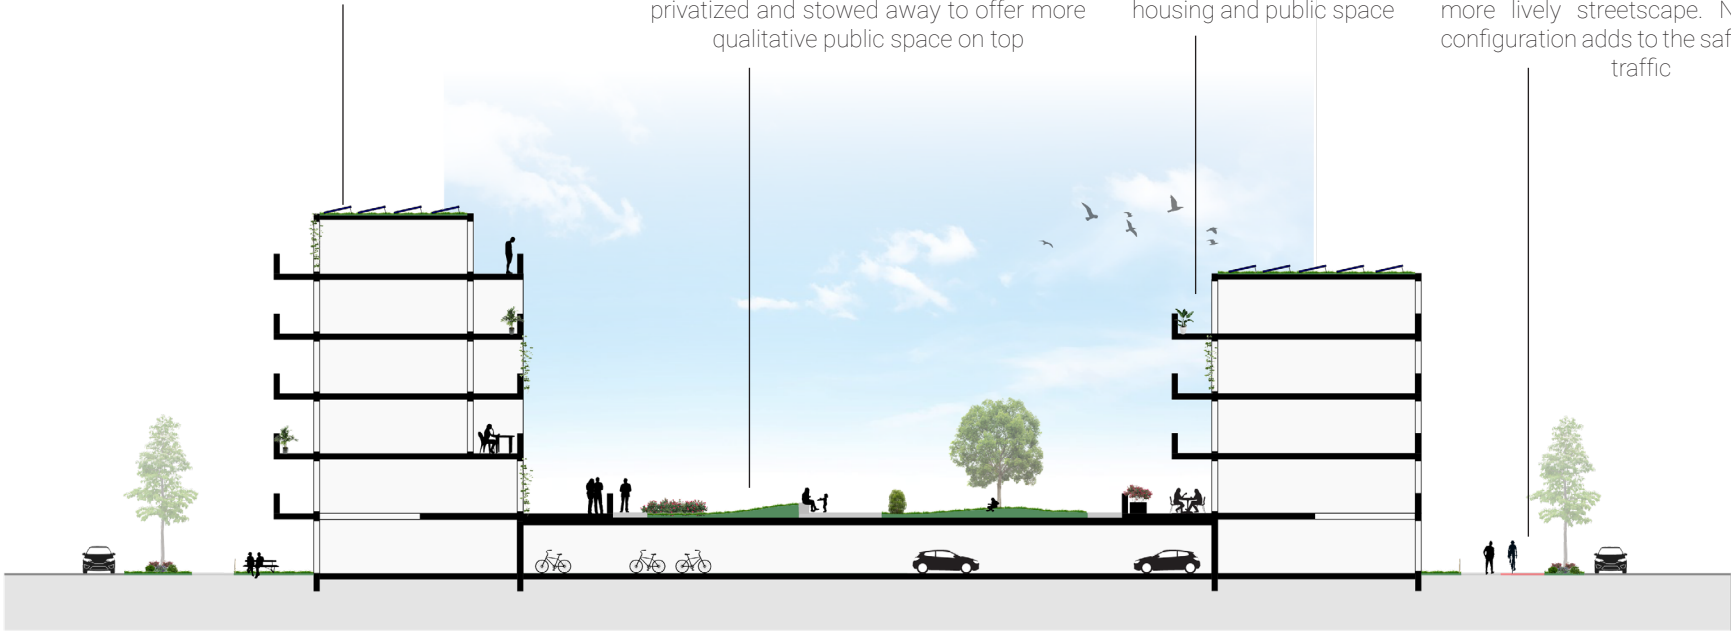 privatized and stowed away to offer more
qualitative public space on top
housing and public space
more lively streetscape.
configuration adds to the
traffic